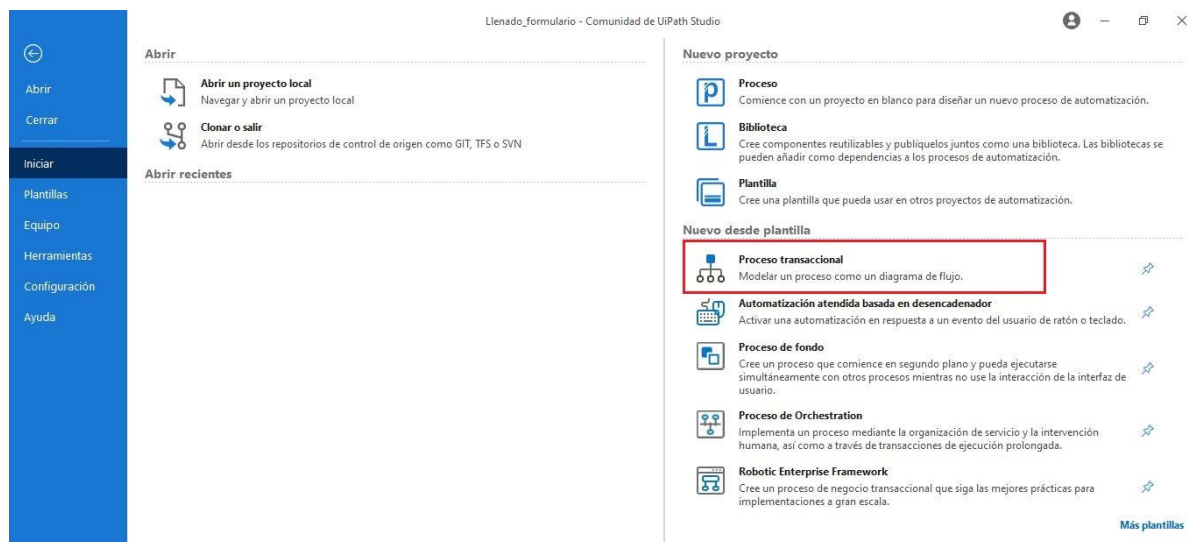 Llenado_formulario - Comunidad de UiPath Studio
Abrir
Cerrar
Iniciar
Plantillas
Equipo
Herramientas
Configuración
Ayuda
Abrir
Abrir un proyecto local
Navegar y abrir un proyecto local
Clonar o salir
Abrir desde los repositorios de control de origen como GIT, TFS o SVN
Abrir recientes
Nuevo proyecto
Proceso
Comience con un proyecto en blanco para diseñar un nuevo proceso de automatización.
Biblioteca
Cree componentes reutilizables y publíquelos juntos como una biblioteca. Las bibliotecas se
pueden añadir como dependencias a los procesos de automatización.
Plantilla
Cree una plantilla que pueda usar en otros proyectos de automatización.
Nuevo desde plantilla
Proceso transaccional
Modelar un proceso como un diagrama de flujo.
Automatización atendida basada en desencadenador
Activar una automatización en respuesta a un evento del usuario de ratón o teclado.
Proceso de fondo
Cree un proceso que comience en segundo plano y pueda ejecutarse
simultáneamente con otros procesos mientras no use la interacción de la interfaz de
usuario.
Proceso de Orchestration
Implementa un proceso mediante la organización de servicio y la intervención
humana, así como a través de transacciones de ejecución prolongada.
Robotic Enterprise Framework
Cree un proceso de negocio transaccional que siga las mejores prácticas para
implementaciones a gran escala.
Más plantillas